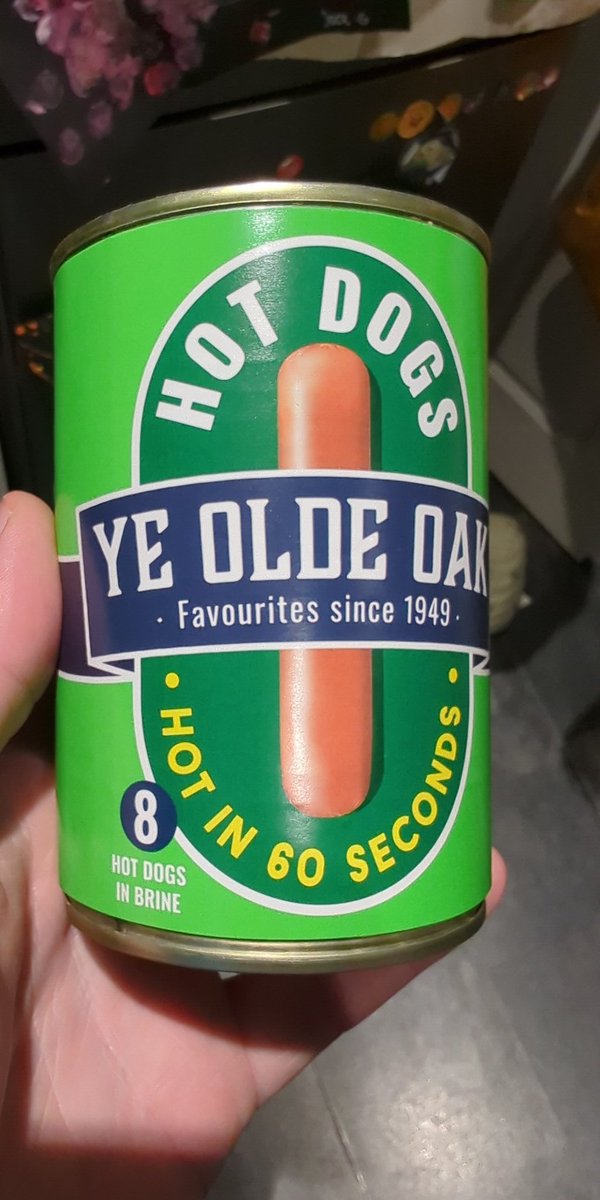 HOT DOGS
YE OLDE OAK
· Favourites since 1949 ·
• HOT IN 60 SECONDS •
8
HOT DOGS
IN BRINE